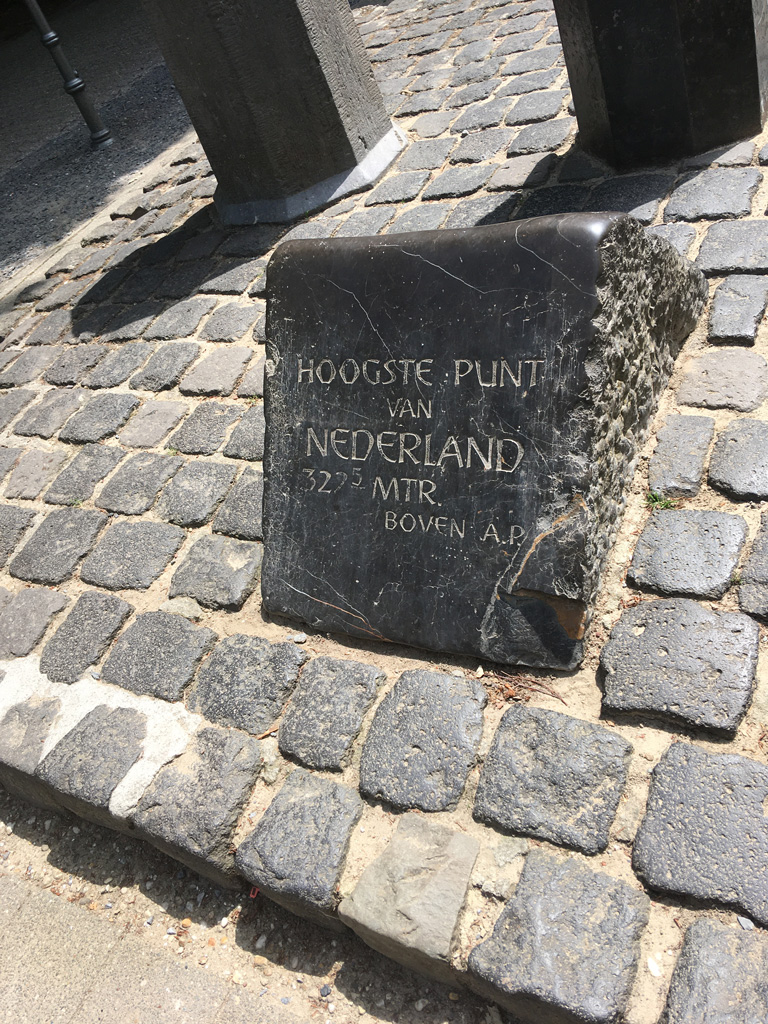 HOOGSTE PUNT
VAN
NEDERLAND
322⁵ MTR.
BOVEN A.P.